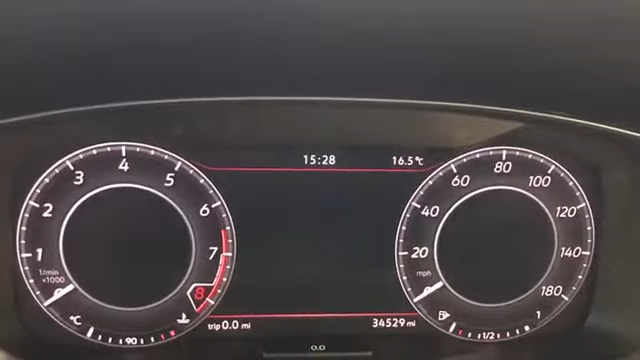 15:28 16.5°C
1 2 3 4 5 6 7 8
1/min
x1000
°C
90
20 40 60 80 100 120 140 180
mph
1/2 1
trip 0.0 mi 34529 mi
0.0